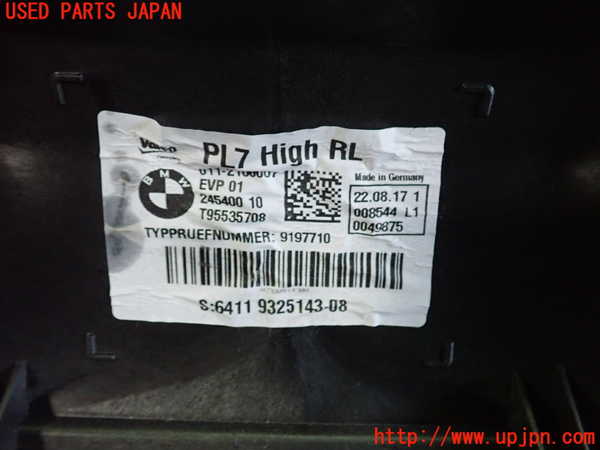 USED PARTS JAPAN
Valeo
PL7 High RL
BMW
EVP 01
245400 10
T95535708
Made in Germany
22.08.17 1
008544 L1
0049875
TYPPRUEFNUMMER: 9197710
S:6411 9325143-08
http://www.upjpn.com/